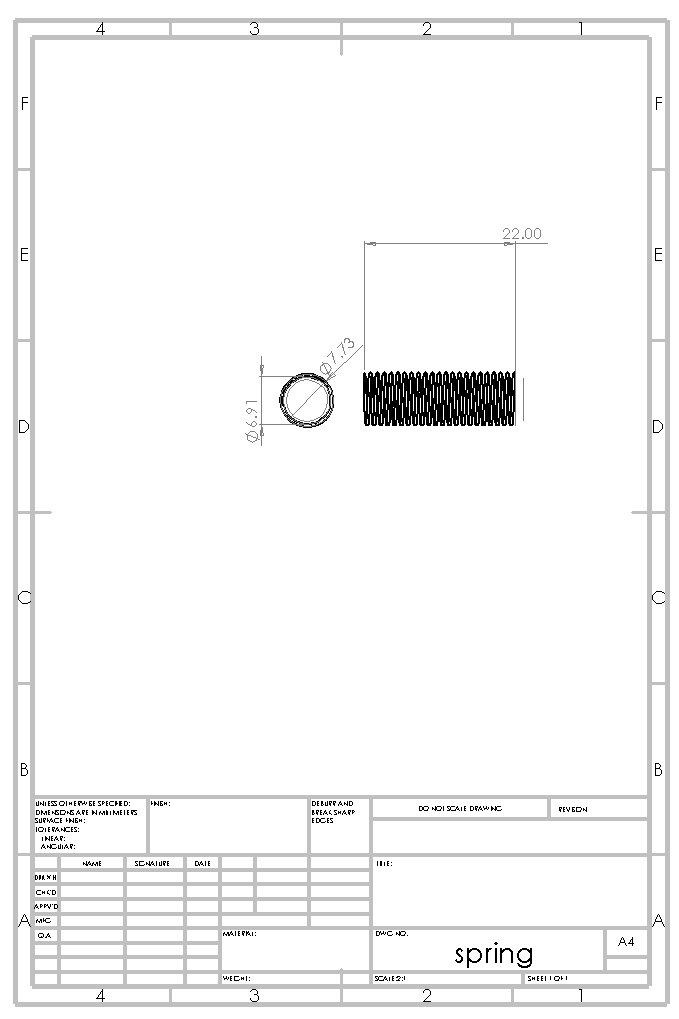 4 3 2 1
F F
22.00
E E
Ø7.73
Ø6.91
D D
C C
B B
UNLESS OTHERWISE SPECIFIED:
DIMENSIONS ARE IN MILLIMETERS
SURFACE FINISH:
TOLERANCES:
LINEAR:
ANGULAR:
FINISH:
DEBURR AND
BREAK SHARP
EDGES
DO NOT SCALE DRAWING
REVISION
NAME SIGNATURE DATE
TITLE:
DRAWN
CHK'D
APPV'D
MFG
Q.A
A A
MATERIAL:
DWG NO.
spring
A4
WEIGHT:
SCALE:2:1
SHEET 1 OF 1
4 3 2 1